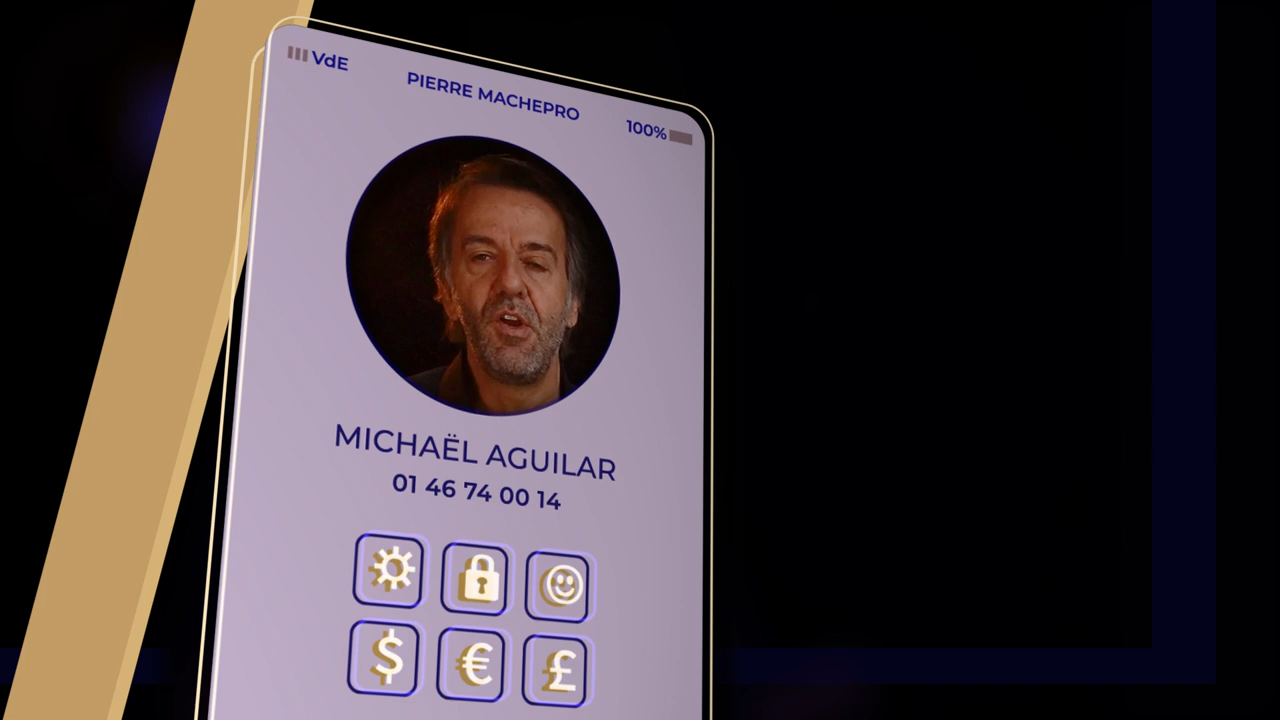 VdE
PIERRE MACHEPRO
100%
MICHAËL AGUILAR
01 46 74 00 14
$ € £